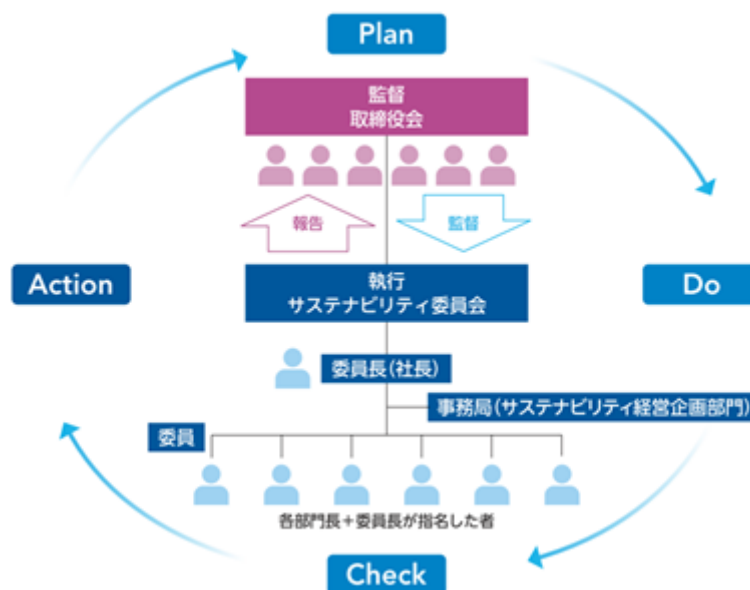 Plan
監督
取締役会
報告
監督
Action
執行
サステナビリティ委員会
Do
委員長(社長)
事務局(サステナビリティ経営企画部門)
委員
各部門長+委員長が指名した者
Check